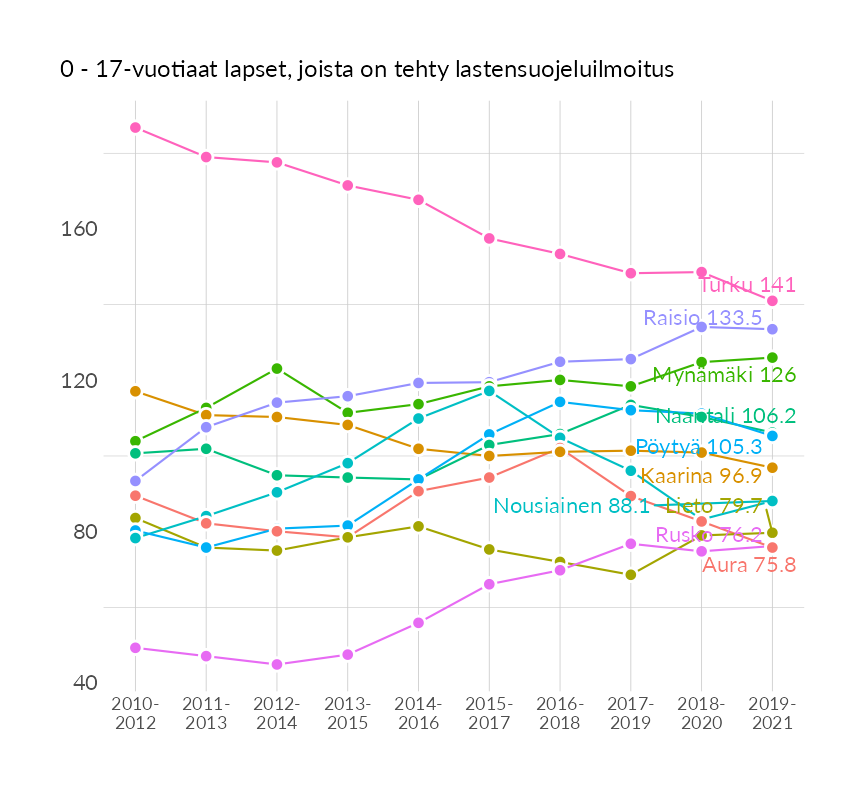 0 - 17-vuotiaat lapset, joista on tehty lastensuojeluilmoitus
160
120
80
40
Turku 141
Raisio 133.5
Mynämäki 126
Naantali 106.2
Pöytyä 105.3
Kaarina 96.9
Nousiainen 88.1
Lieto 79.7
Rusko 76.2
Aura 75.8
2010-
2012
2011-
2013
2012-
2014
2013-
2015
2014-
2016
2015-
2017
2016-
2018
2017-
2019
2018-
2020
2019-
2021